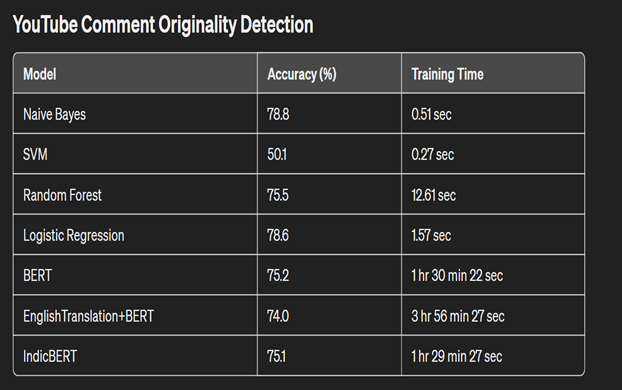 YouTube Comment Originality Detection
Model Accuracy (%) Training Time
Naive Bayes 78.8 0.51 sec
SVM 50.1 0.27 sec
Random Forest 75.5 12.61 sec
Logistic Regression 78.6 1.57 sec
BERT 75.2 1 hr 30 min 22 sec
EnglishTranslation+BERT 74.0 3 hr 56 min 27 sec
IndicBERT 75.1 1 hr 29 min 27 sec